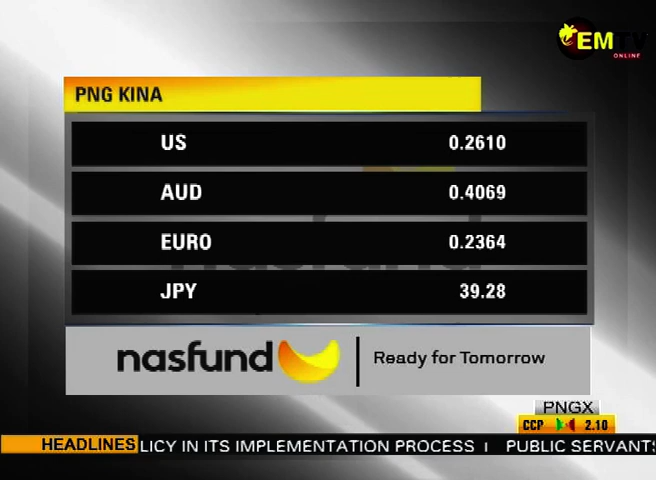 EMTV
ONLINE
PNG KINA
US 0.2610
AUD 0.4069
EURO 0.2364
JPY 39.28
nasfund Ready for Tomorrow
PNGX
CCP 2.10
HEADLINES LICY IN ITS IMPLEMENTATION PROCESS | PUBLIC SERVANTS